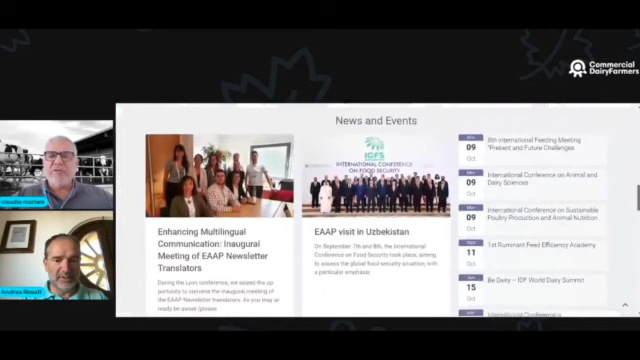 Commercial
DairyFarmers
News and Events
INTERNATIONAL CONFERENCE
ON FOOD SECURITY
Enhancing Multilingual
Communication: Inaugural
Meeting of EAAP Newsletter
Translators
During the Lyon conference, we seized the op
portunity to convene the inaugural meeting of
the EAAP Newsletter translators. As you may al
ready be speak (please
EAAP visit in Uzbekistan
On September 7th and 8th, the International
Conference on Food Security took place, aiming
to assess the global food security situation, with
a particular emphasis
09
Oct
8th International Feeding Meeting
"Present and Future Challenges
09
Oct
International Conference on Animal and
Dairy Sciences
09
Oct
International Conference on Sustainable
Poultry Production and Animal Nutrition
11
Oct
1st Ruminant Feed Efficiency Academy
15
Oct
Be Dairy – IDF World Dairy Summit